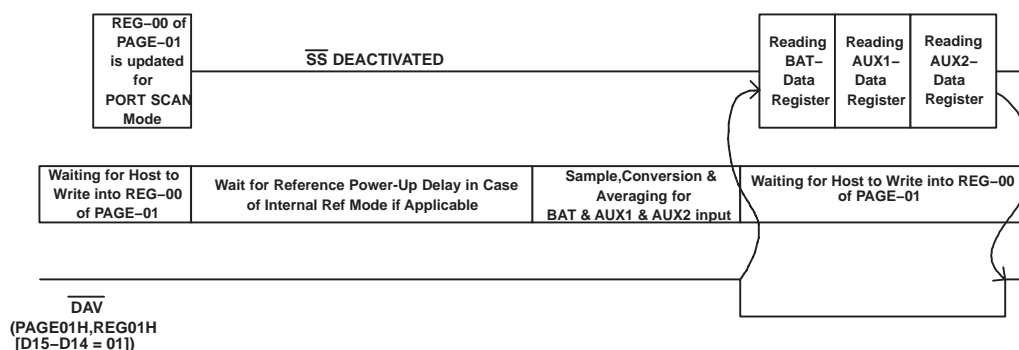 REG–00 of
PAGE–01
is updated
for
PORT SCAN
Mode
SS DEACTIVATED
Reading
BAT–
Data
Register
Reading
AUX1–
Data
Register
Reading
AUX2–
Data
Register
Waiting for Host to
Write into REG–00
of PAGE–01
Wait for Reference Power-Up Delay in Case
of Internal Ref Mode if Applicable
Sample,Conversion &
Averaging for
BAT & AUX1 & AUX2 input
Waiting for Host to Write into REG–00
of PAGE–01
DAV
(PAGE01H,REG01H
[D15–D14 = 01])